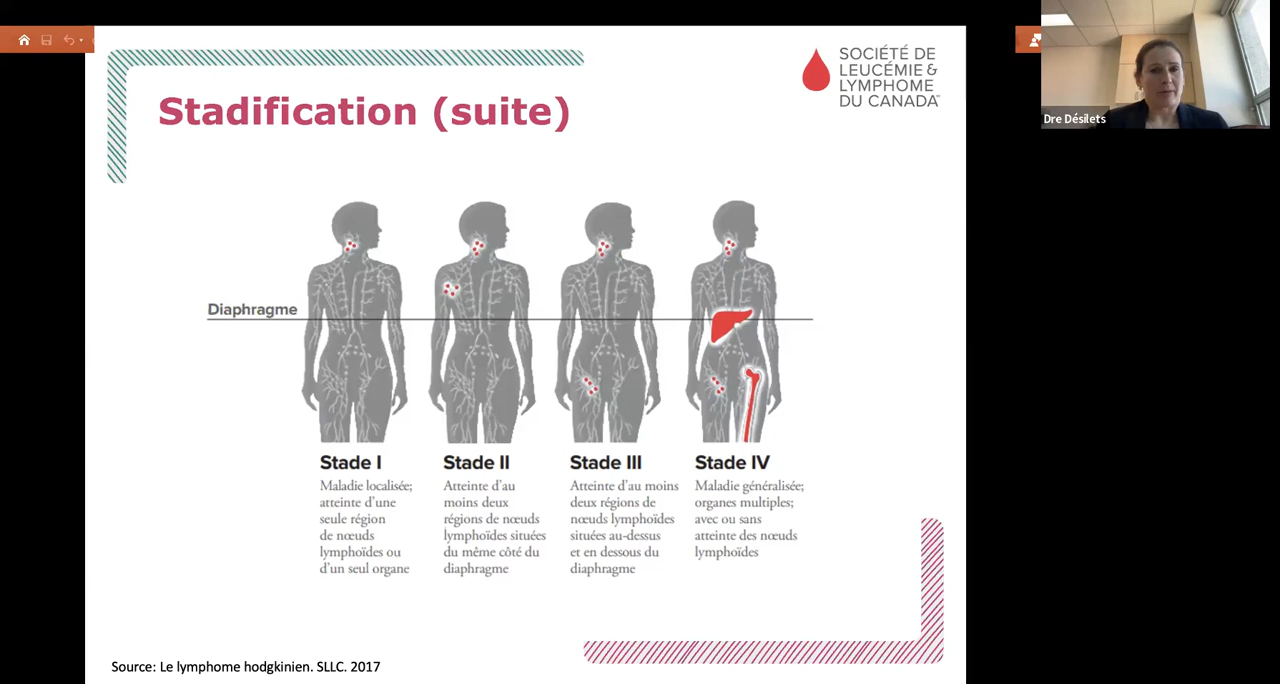 SOCIÉTÉ DE
LEUCÉMIE &
LYMPHOME
DU CANADA
Stadification (suite)
Dre Désilets
Diaphragme
Stade I
Maladie localisée;
atteinte d'une
seule région
de nœuds
lymphoïdes ou
d'un seul organe
Stade II
Atteinte d'au
moins deux
régions de nœuds
lymphoïdes situées
du même côté du
diaphragme
Stade III
Atteinte d'au moins
deux régions de
nœuds lymphoïdes
situées au-dessus
et en dessous du
diaphragme
Stade IV
Maladie généralisée;
organes multiples;
avec ou sans
atteinte des nœuds
lymphoïdes
Source: Le lymphome hodgkinien. SLLC. 2017